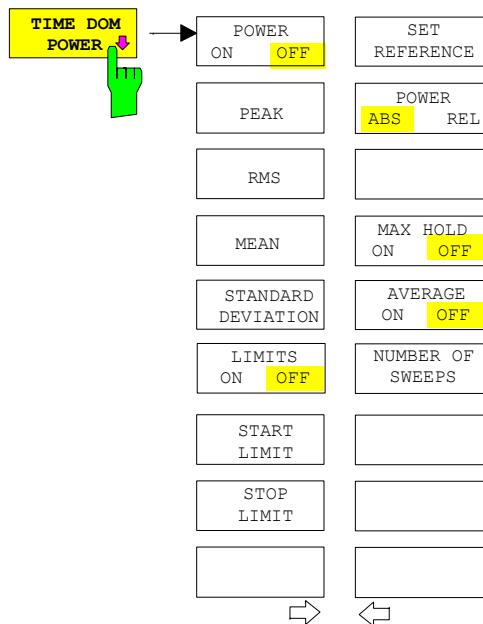 TIME DOM
POWER
POWER
ON OFF
PEAK
RMS
MEAN
STANDARD
DEVIATION
LIMITS
ON OFF
START
LIMIT
STOP
LIMIT
SET
REFERENCE
POWER
ABS REL
MAX HOLD
ON OFF
AVERAGE
ON OFF
NUMBER OF
SWEEPS